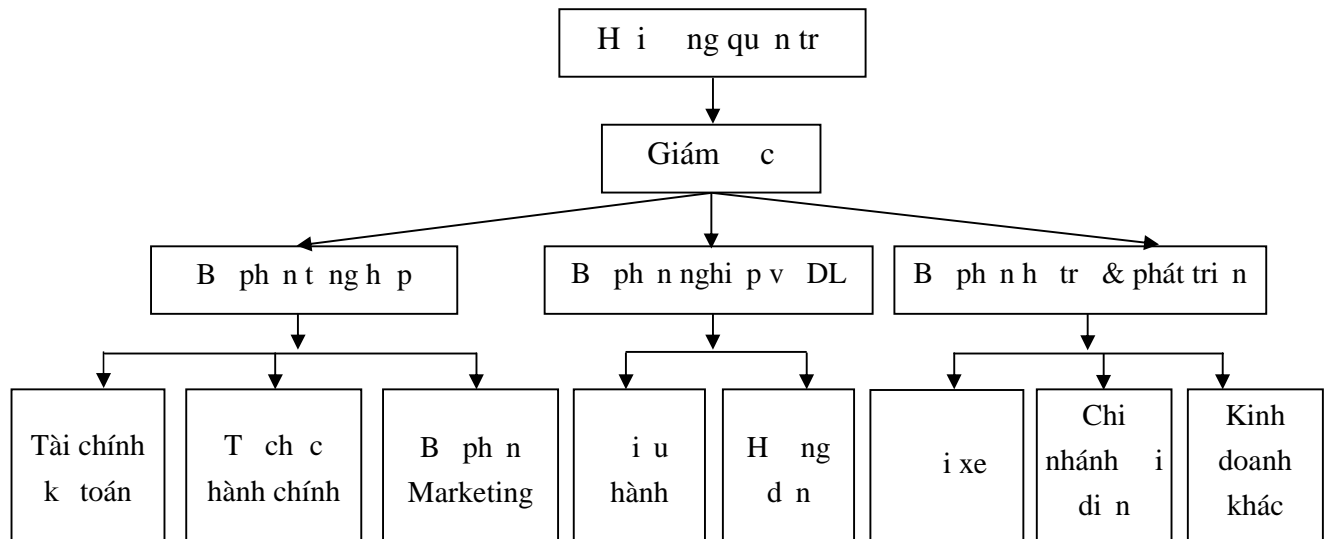 H i ng qu n tr
Giám c
B ph n t ng h p
B ph n nghi p v DL
B ph n h tr & phát tri n
Tài chính
k toán
T ch c
hành chính
B ph n
Marketing
i u
hành
H ng
d n
i xe
Chi
nhánh i
di n
Kinh
doanh
khác